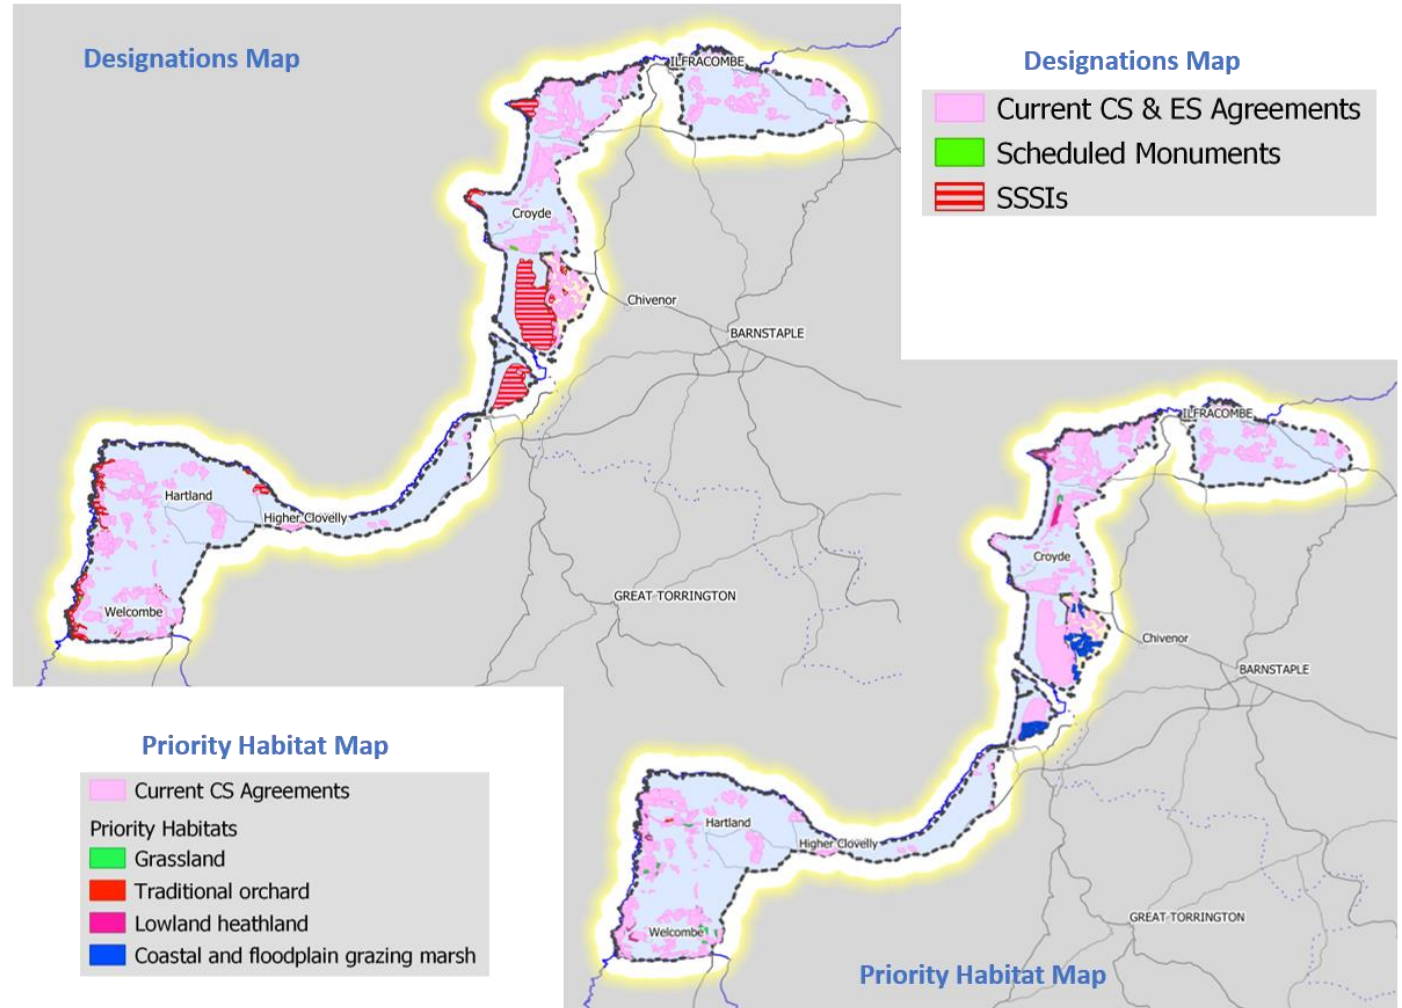 Designations Map
ILFRACOMBE
Croyde
Chivenor
BARNSTAPLE
Hartland
Higher Clovelly
Welcombe
GREAT TORRINGTON
Designations Map
Current CS & ES Agreements
Scheduled Monuments
SSSIs
Priority Habitat Map
Current CS Agreements
Priority Habitats
Grassland
Traditional orchard
Lowland heathland
Coastal and floodplain grazing marsh
ILFRACOMBE
Croyde
Chivenor
BARNSTAPLE
Hartland
Higher Clovelly
Welcombe
GREAT TORRINGTON
Priority Habitat Map